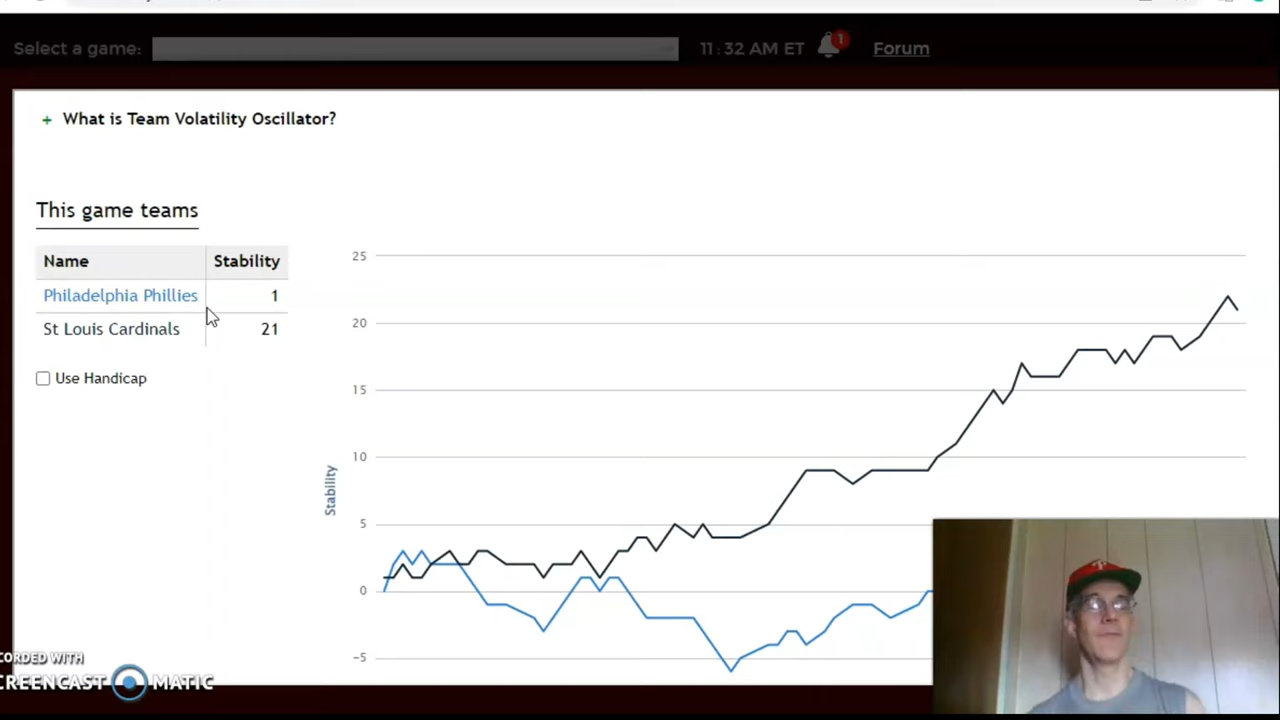 Select a game:
11:32 AM ET
1
Forum
+ What is Team Volatility Oscillator?
This game teams
Name Stability
Philadelphia Phillies 1
St Louis Cardinals 21
Use Handicap
25
20
15
10
5
0
-5
Stability
CORDED WITH
CREENCAST MATIC